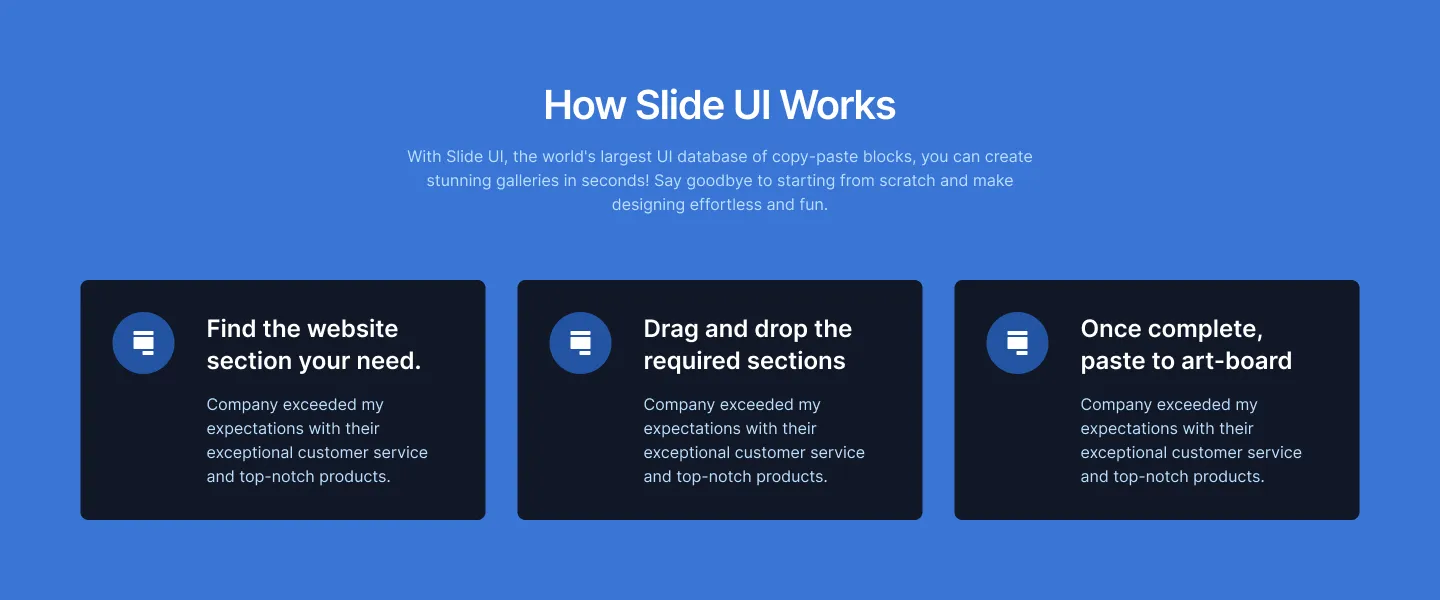 How Slide UI Works
With Slide UI, the world's largest UI database of copy-paste blocks, you can create
stunning galleries in seconds! Say goodbye to starting from scratch and make
designing effortless and fun.
Find the website
section your need.
Company exceeded my
expectations with their
exceptional customer service
and top-notch products.
Drag and drop the
required sections
Company exceeded my
expectations with their
exceptional customer service
and top-notch products.
Once complete,
paste to art-board
Company exceeded my
expectations with their
exceptional customer service
and top-notch products.